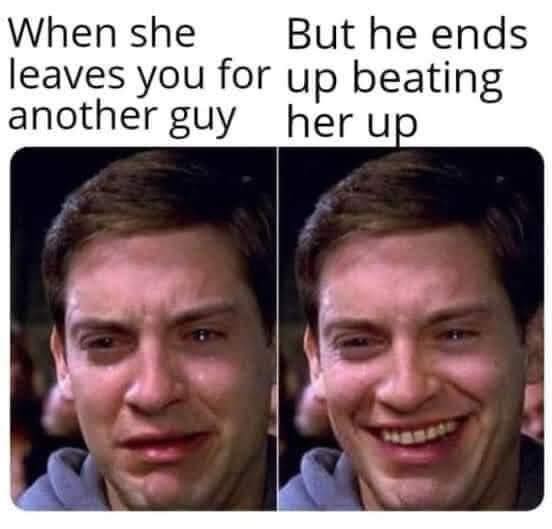 When she
leaves you for
another guy
But he ends
up beating
her up